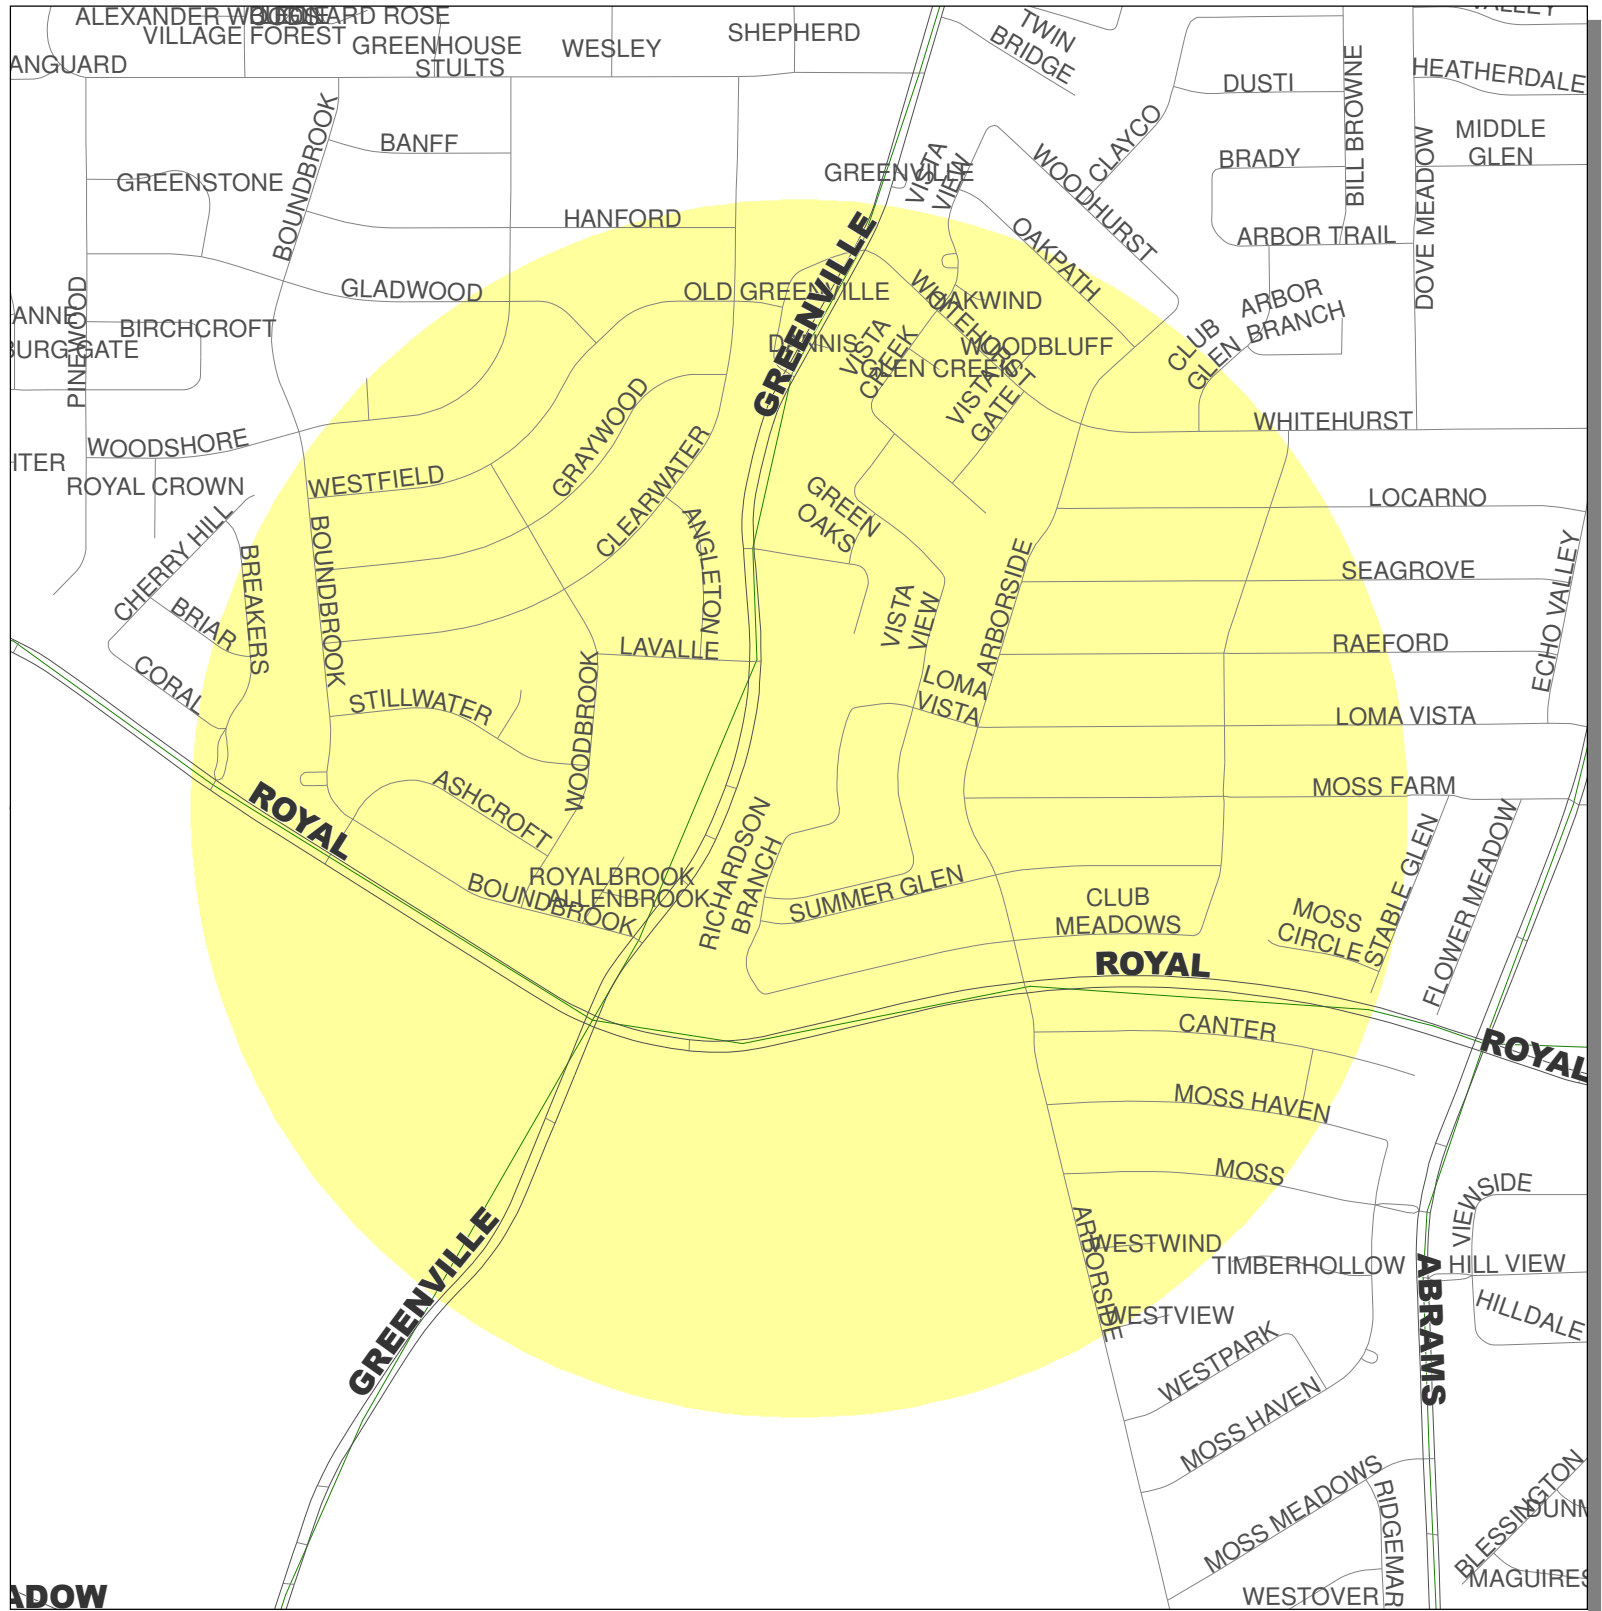 ALEXANDER WOODS
LEONARD ROSE
VILLAGE FOREST
GREENHOUSE
STULTS
WESLEY
SHEPHERD
TWIN
BRIDGE
HEATHERDALE
DUSTI
BILL BROWNE
MIDDLE
GLEN
CLAYCO
BRADY
BANFF
BOUNDBROOK
GREENSTONE
HANFORD
GREENVILLE
VISTA
VIEW
WOODHURST
OAKPATH
ARBOR TRAIL
DOVE MEADOW
GREENVILLE
GLADWOOD
OLD GREENVILLE
WHITEHURST
OAKWIND
ARBOR
BRANCH
PINEWOOD
BIRCHCROFT
DENNIS
VISTA
CREEK
GLEN CREEK
WOODBLUFF
CLUB
GLEN
VISTA
GATE
WOODSHORE
WHITEHURST
GRAYWOOD
CLEARWATER
ROYAL CROWN
WESTFIELD
GREEN
OAKS
LOCARNO
CHERRY HILL
BREAKERS
BOUNDBROOK
ANGLETON
ARBORSIDE
SEAGROVE
ECHO VALLEY
BRIAR
VISTA
VIEW
LAVALLE
RAEFORD
CORAL
STILLWATER
WOODBROOK
LOMA
VISTA
LOMA VISTA
MOSS FARM
ROYAL
ASHCROFT
RICHARDSON
BRANCH
ROYALBROOK
ALLENBROOK
BOUNDBROOK
SUMMER GLEN
CLUB
MEADOWS
MOSS
CIRCLE
STABLE GLEN
FLOWER MEADOW
ROYAL
CANTER
ROYAL
MOSS HAVEN
MOSS
VIEWSIDE
GREENVILLE
ARBORSIDE
WESTWIND
TIMBERHOLLOW
HILL VIEW
ABRAMS
WESTVIEW
HILLDALE
WESTPARK
MOSS HAVEN
MOSS MEADOWS
RIDGEMAR
BLESSINGTON
WESTOVER